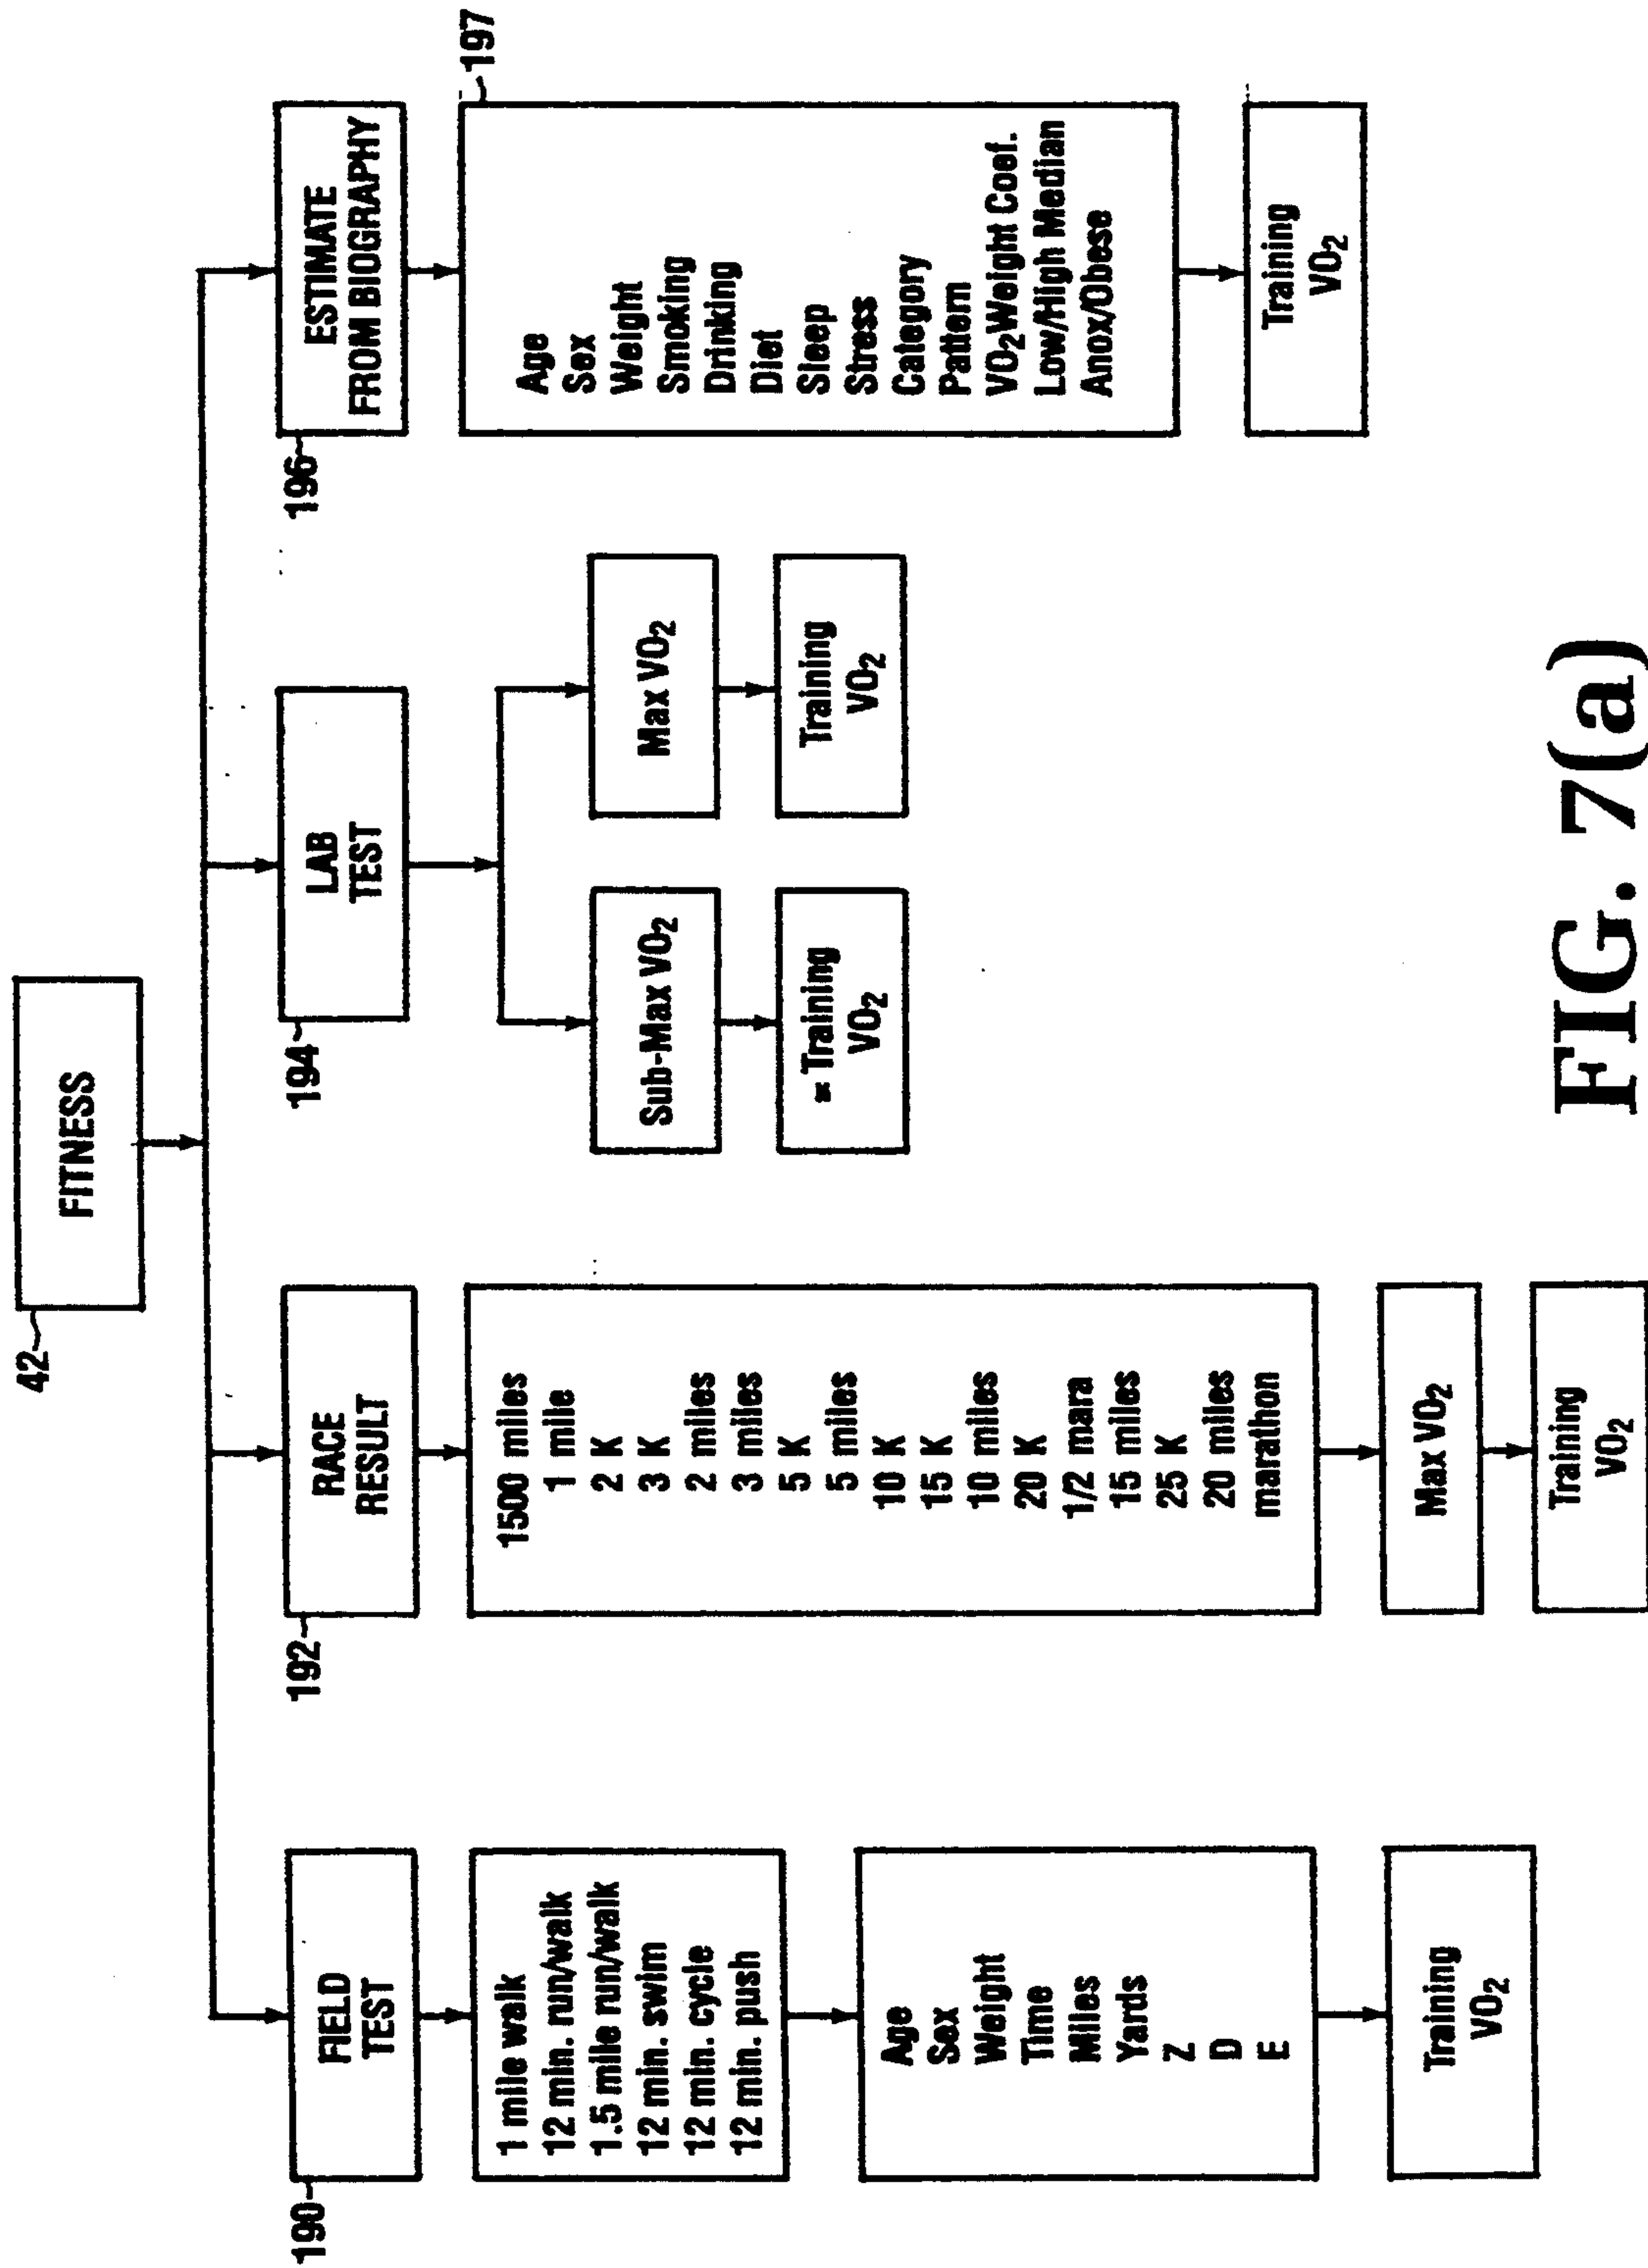 42
FITNESS
190
FIELD
TEST
1 mile walk
12 min. run/walk
1.5 mile run/walk
12 min. swim
12 min. cycle
12 min. push
Age
Sex
Weight
Time
Miles
Yards
Z
D
E
Training
VO₂
192
RACE
RESULT
1500 miles
1 mile
2 K
3 K
2 miles
3 miles
5 K
5 miles
10 K
15 K
10 miles
20 K
1/2 mara
15 miles
25 K
20 miles
marathon
Max VO₂
Training
VO₂
194
LAB
TEST
Sub-Max VO₂
≈ Training
VO₂
Max VO₂
Training
VO₂
196
ESTIMATE
FROM BIOGRAPHY
197
Age
Sex
Weight
Smoking
Drinking
Diet
Sleep
Stress
Category
Pattern
VO₂Weight Coef.
Low/High Median
Anox/Obese
Training
VO₂
FIG. 7(a)